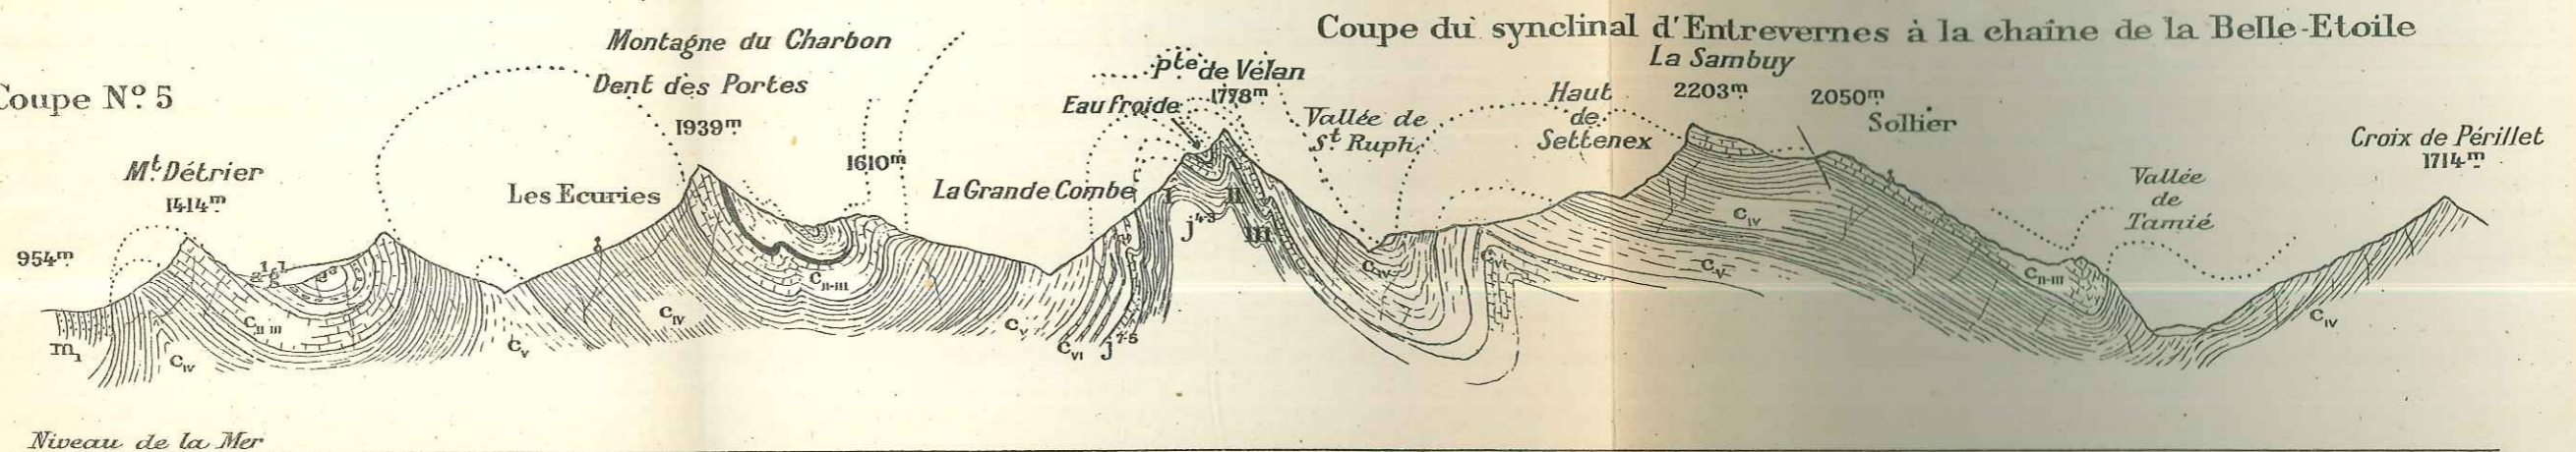 Coupe du synclinal d'Entrevernes à la chaîne de la Belle-Etoile
Coupe N.º 5
954m
Mt. Détrier
1414m
Les Ecuries
Montagne du Charbon
Dent des Portes
1939m
1610m
La Grande Combe
Eau froide
pte. de Vélan
1778m
Vallée de
St Ruph
Haut
de
Settenex
La Sambuy
2203m
2050m
Sollier
Vallée
de
Tamié
Croix de Périllet
1714m
m1
CIV
CII III
CV
CIV
CII-III
CV
CVI
j7-5
I
j4-3
II
III
CIV
CV
CIV
CV
CII-III
CIV
Niveau de la Mer